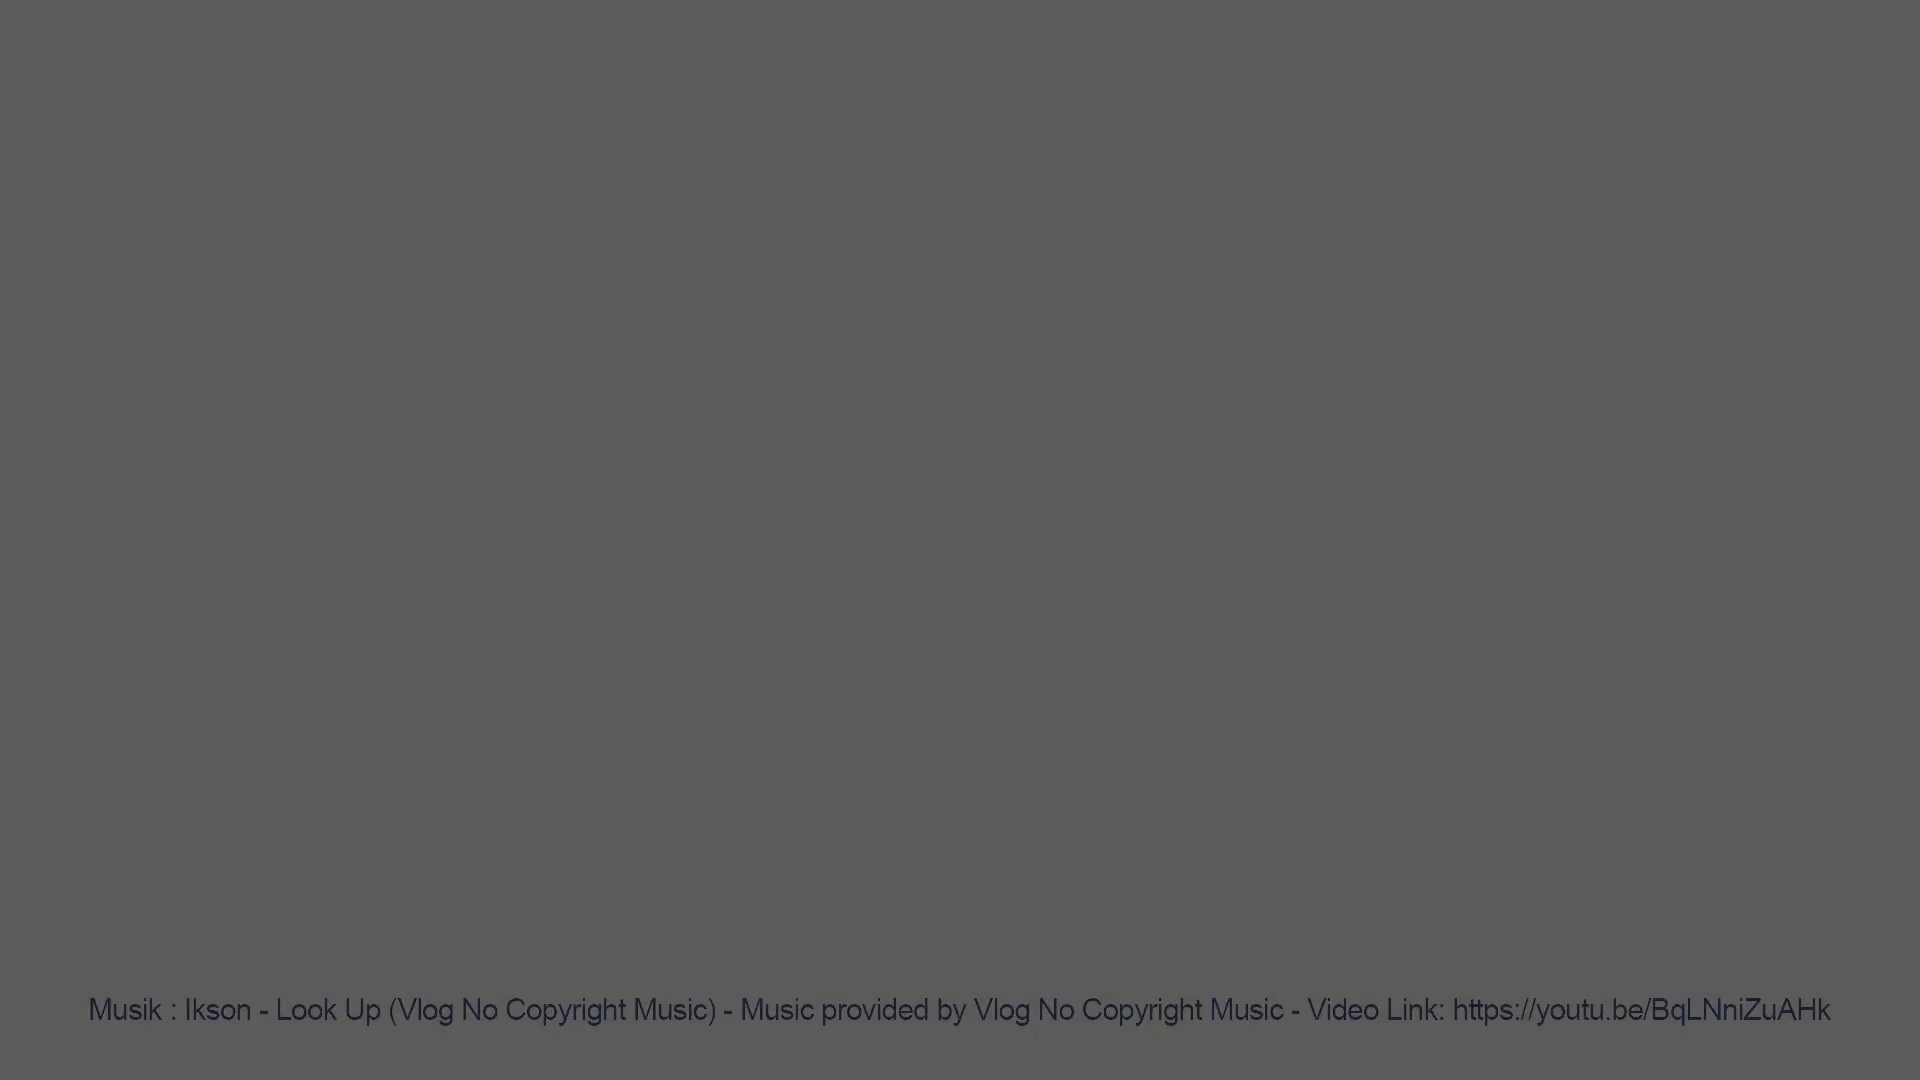 Musik : Ikson - Look Up (Vlog No Copyright Music) - Music provided by Vlog No Copyright Music - Video Link: https://youtu.be/BqLNniZuAHk